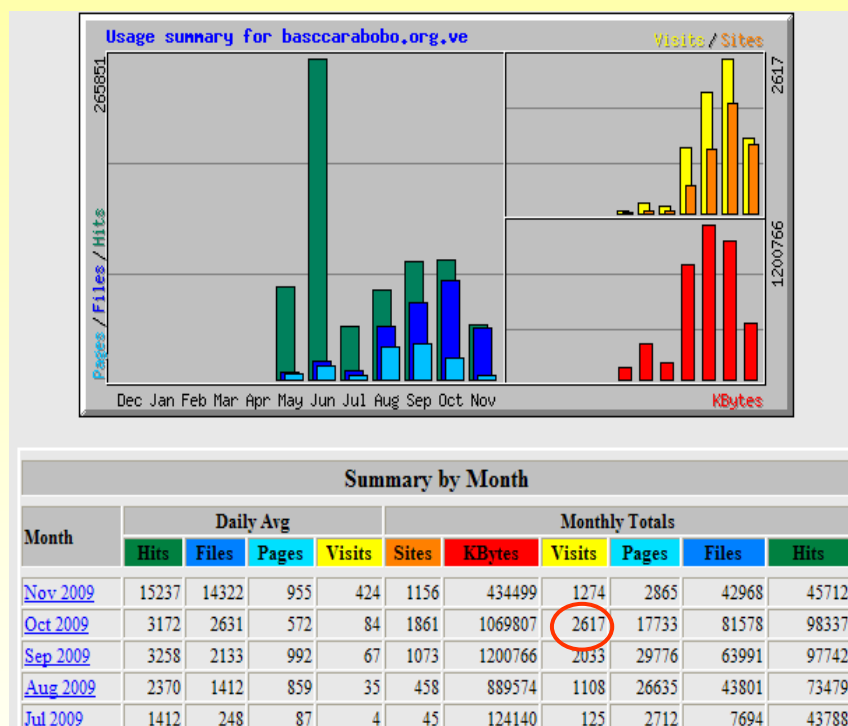 Usage summary for basccarabobo.org.ve
Visits / Sites
265851
2617
Pages / Files / Hits
1200766
Dec Jan Feb Mar Apr May Jun Jul Aug Sep Oct Nov
KBytes
Summary by Month
Month Daily Avg Monthly Totals
Hits Files Pages Visits Sites KBytes Visits Pages Files Hits
Nov 2009 15237 14322 955 424 1156 434499 1274 2865 42968 45712
Oct 2009 3172 2631 572 84 1861 1069807 2617 17733 81578 98337
Sep 2009 3258 2133 992 67 1073 1200766 2033 29776 63991 97742
Aug 2009 2370 1412 859 35 458 889574 1108 26635 43801 73479
Jul 2009 1412 248 87 4 45 124140 125 2712 7694 43788